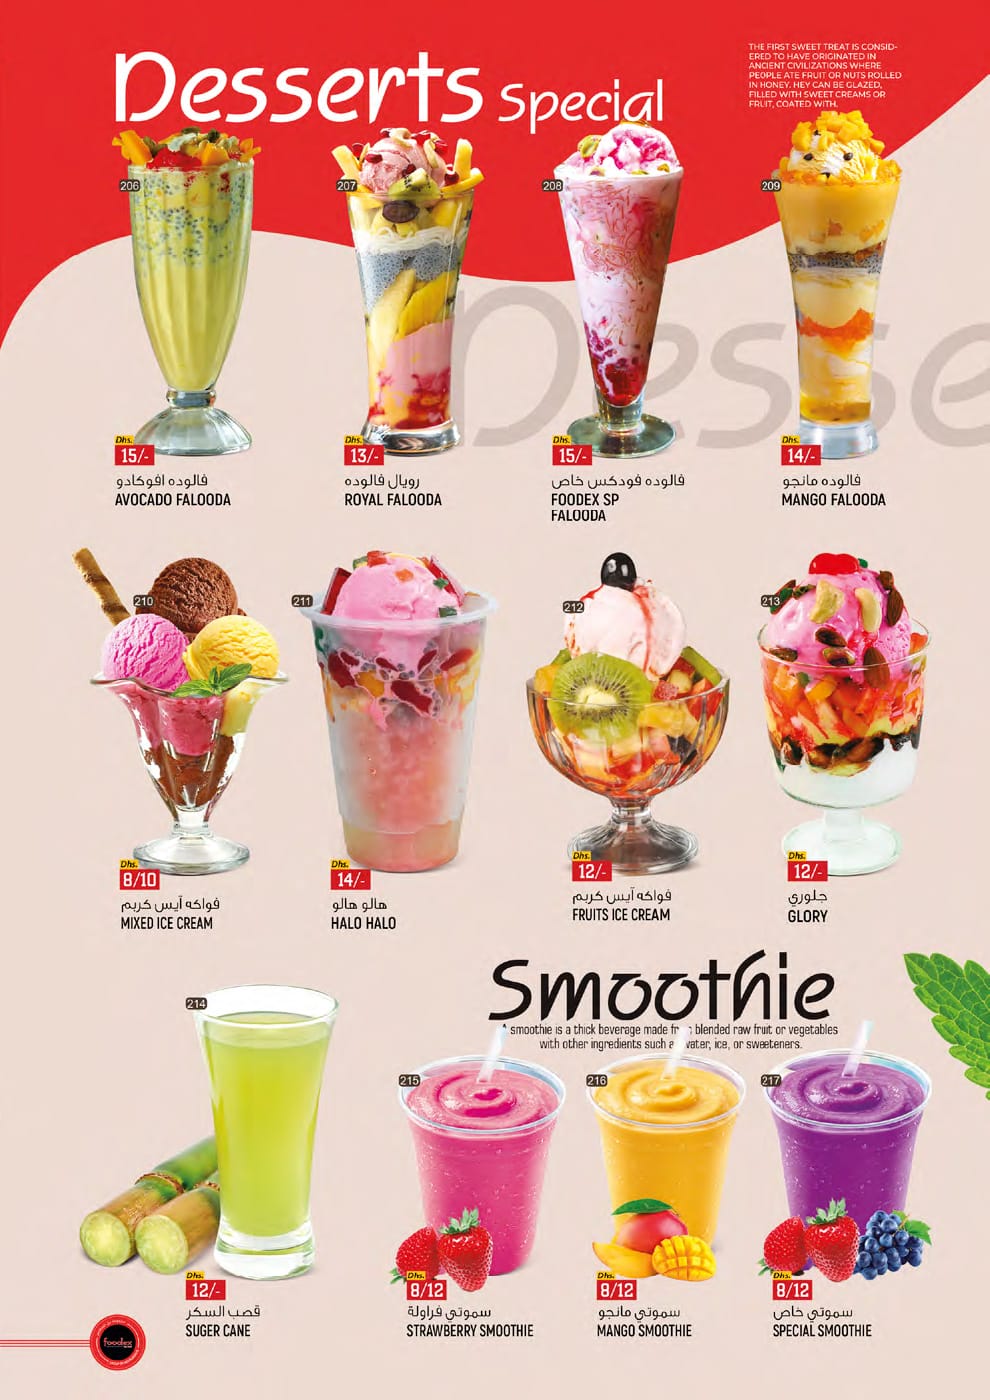 Desserts Special
THE FIRST SWEET TREAT IS CONSID-
ERED TO HAVE ORIGINATED IN
ANCIENT CIVILIZATIONS WHERE
PEOPLE ATE FRUIT OR NUTS ROLLED
IN HONEY. HEY CAN BE GLAZED,
FILLED WITH SWEET CREAMS OR
FRUIT, COATED WITH.
Desse
206
Dhs.
15/-
فالوده افوكادو
AVOCADO FALOODA
207
Dhs.
13/-
رويال فالوده
ROYAL FALOODA
208
Dhs.
15/-
فالوده فودكس خاص
FOODEX SP
FALOODA
209
Dhs.
14/-
فالوده مانجو
MANGO FALOODA
210
Dhs.
8/10
فواكه آيس كريم
MIXED ICE CREAM
211
Dhs.
14/-
هالو هالو
HALO HALO
212
Dhs.
12/-
فواكه آيس كريم
FRUITS ICE CREAM
213
Dhs.
12/-
جلوري
GLORY
214
Dhs.
12/-
قصب السكر
SUGER CANE
Smoothie
A smoothie is a thick beverage made blended raw fruit or vegetables
with other ingredients such water, ice, or sweeteners.
215
Dhs.
8/12
سموتي فراولة
STRAWBERRY SMOOTHIE
216
Dhs.
8/12
سموتي مانجو
MANGO SMOOTHIE
217
Dhs.
8/12
سموتي خاص
SPECIAL SMOOTHIE
foodex